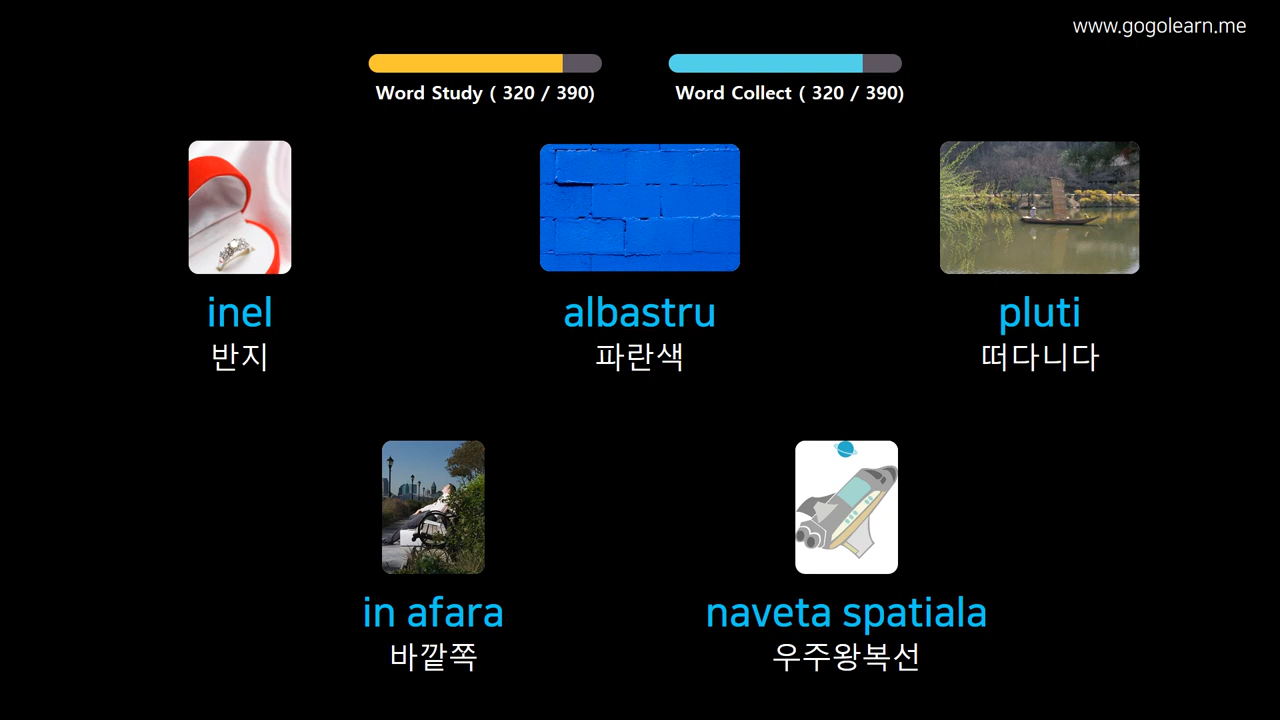 www.gogolearn.me
Word Study ( 320 / 390)
Word Collect ( 320 / 390)
inel
반지
albastru
파란색
pluti
떠다니다
in afara
바깥쪽
naveta spatiala
우주왕복선